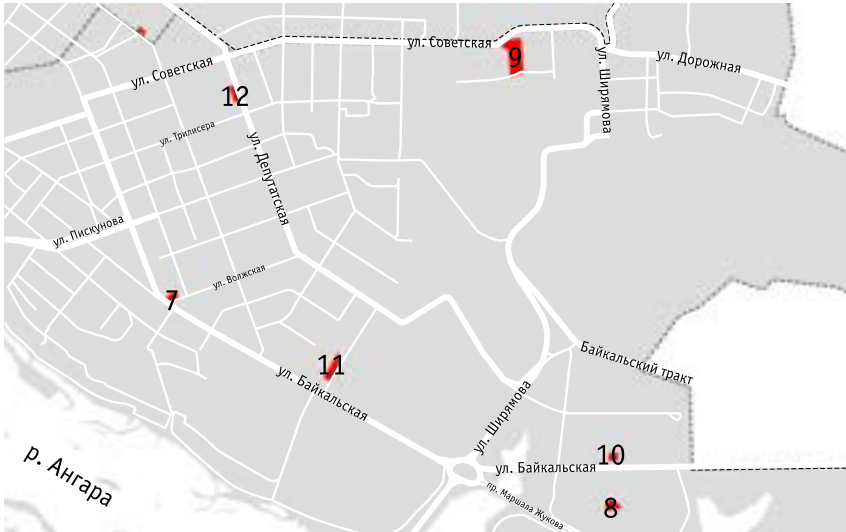 ул. Советская
9
ул. Ширямова
ул. Дорожная
ул. Советская
12
ул. Трилисера
ул. Депутатская
ул. Пискунова
ул. Волжская
7
11
ул. Байкальская
Байкальский тракт
ул. Ширямова
10
ул. Байкальская
р. Ангара
пр. Маршала Жукова
8